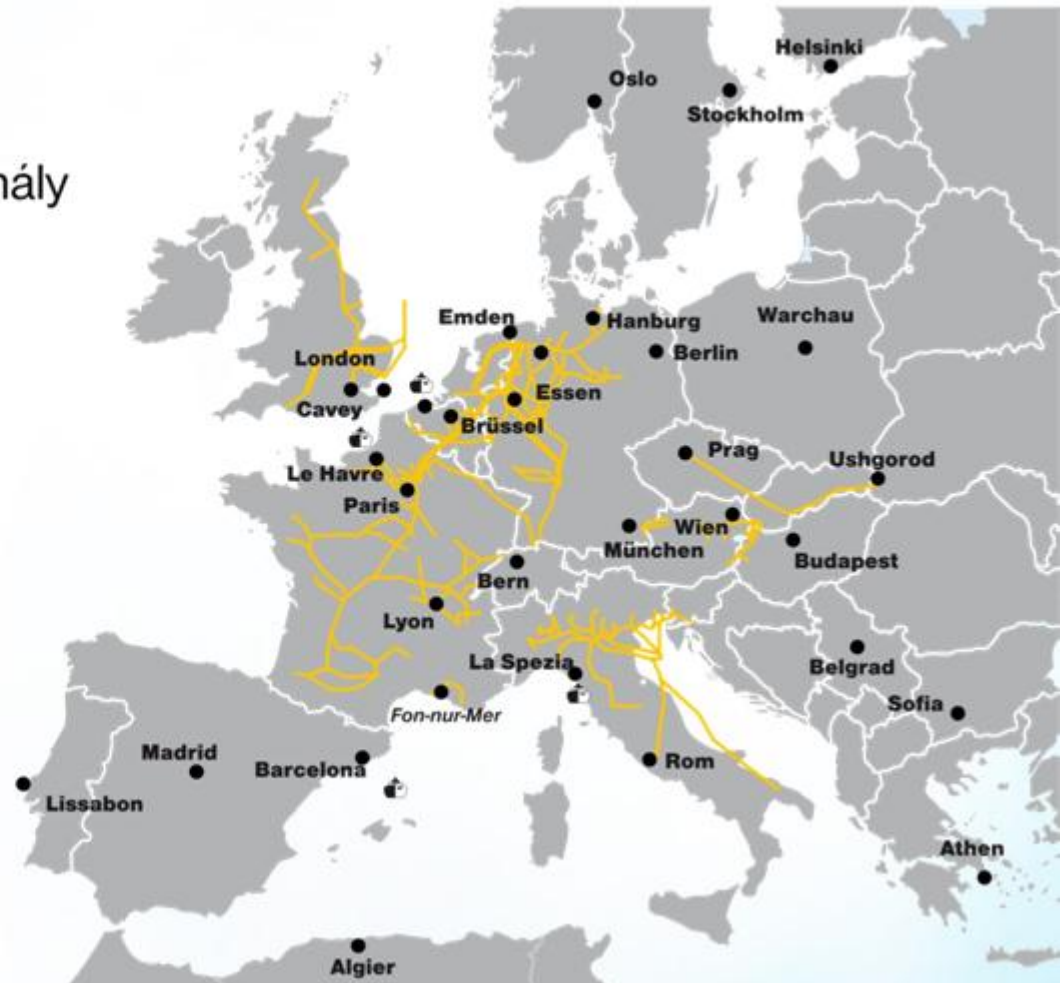 Helsinki
Oslo
Stockholm
nály
Emden
Hanburg
Warchau
London
Berlin
Essen
Cavey
Brüssel
Prag
Ushgorod
Le Havre
Paris
Wien
München
Budapest
Bern
Lyon
La Spezia
Belgrad
Sofia
Fon-nur-Mer
Madrid
Barcelona
Rom
Lissabon
Athen
Algier